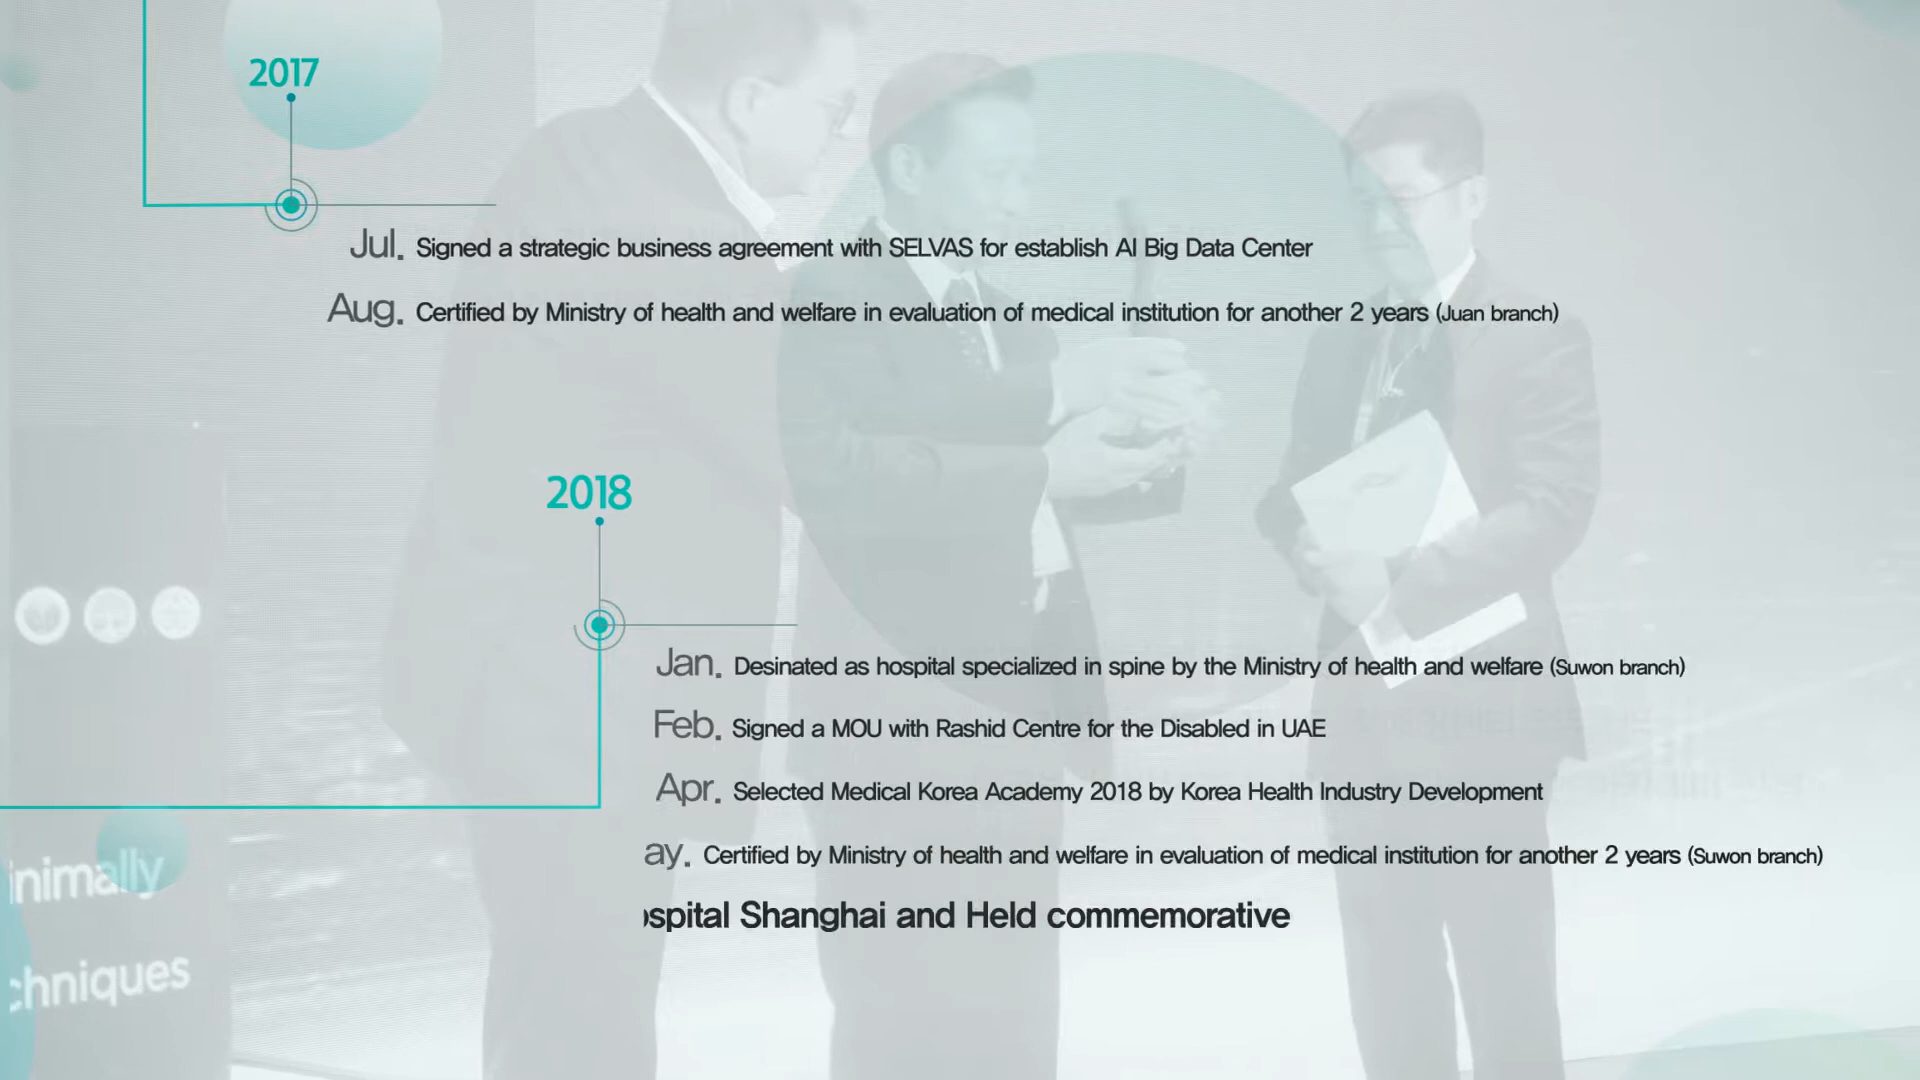 2017
Jul. Signed a strategic business agreement with SELVAS for establish AI Big Data Center
Aug. Certified by Ministry of health and welfare in evaluation of medical institution for another 2 years (Juan branch)
2018
Jan. Desinated as hospital specialized in spine by the Ministry of health and welfare (Suwon branch)
Feb. Signed a MOU with Rashid Centre for the Disabled in UAE
Apr. Selected Medical Korea Academy 2018 by Korea Health Industry Development
ay. Certified by Ministry of health and welfare in evaluation of medical institution for another 2 years (Suwon branch)
spital Shanghai and Held commemorative
inimally
chniques